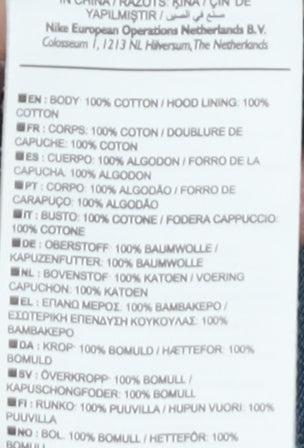 IN CHINA / RAZOTS: ĶĪNA / ÇİN' DE
YAPILMIŞTIR / صنع في الصين
Nike European Operations Netherlands B.V.
Colosseum 1, 1213 NL Hilversum, The Netherlands
■EN : BODY: 100% COTTON / HOOD LINING: 100%
COTTON
■FR : CORPS: 100% COTON / DOUBLURE DE
CAPUCHE: 100% COTON
■ES : CUERPO: 100% ALGODON / FORRO DE LA
CAPUCHA: 100% ALGODON
■PT : CORPO: 100% ALGODÃO / FORRO DE
CARAPUÇO: 100% ALGODÃO
■IT : BUSTO: 100% COTONE / FODERA CAPPUCCIO:
100% COTONE
■DE : OBERSTOFF: 100% BAUMWOLLE /
KAPUZENFUTTER: 100% BAUMWOLLE
■NL : BOVENSTOF: 100% KATOEN / VOERING
CAPUCHON: 100% KATOEN
■EL : ΕΠΑΝΩ ΜΕΡΟΣ: 100% ΒΑΜΒΑΚΕΡΟ /
ΕΣΩΤΕΡΙΚΗ ΕΠΕΝΔΥΣΗ ΚΟΥΚΟΥΛΑΣ: 100%
ΒΑΜΒΑΚΕΡΟ
■DA : KROP: 100% BOMULD / HÆTTEFOR: 100%
BOMULD
■SV : ÖVERKROPP: 100% BOMULL /
KAPUSCHONGFODER: 100% BOMULL
■FI : RUNKO: 100% PUUVILLA / HUPUN VUORI: 100%
PUUVILLA
■NO : BOL: 100% BOMULL / HETTEFÔR: 100%
BOMULL